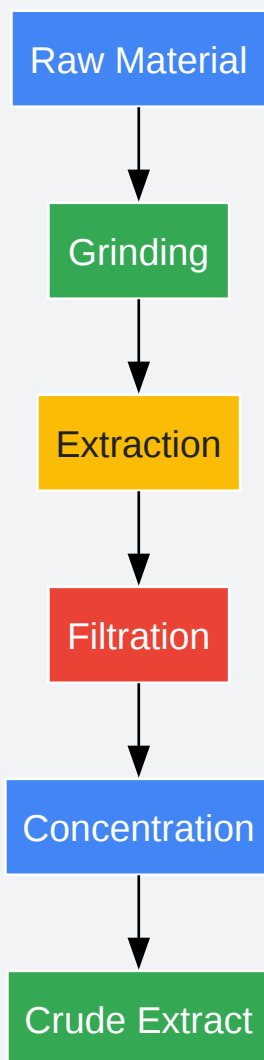 Raw Material
Grinding
Extraction
Filtration
Concentration
Crude Extract